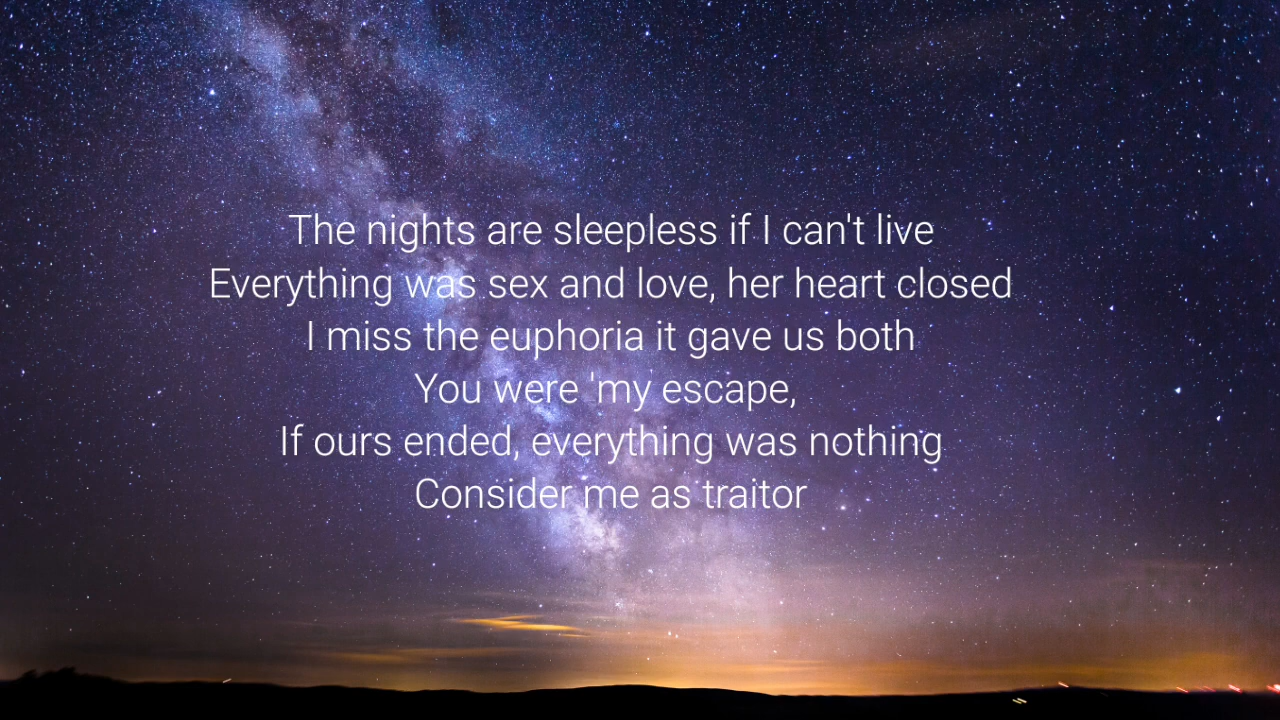 The nights are sleepless if I can't live
Everything was sex and love, her heart closed
I miss the euphoria it gave us both
You were 'my escape,
If ours ended, everything was nothing
Consider me as traitor